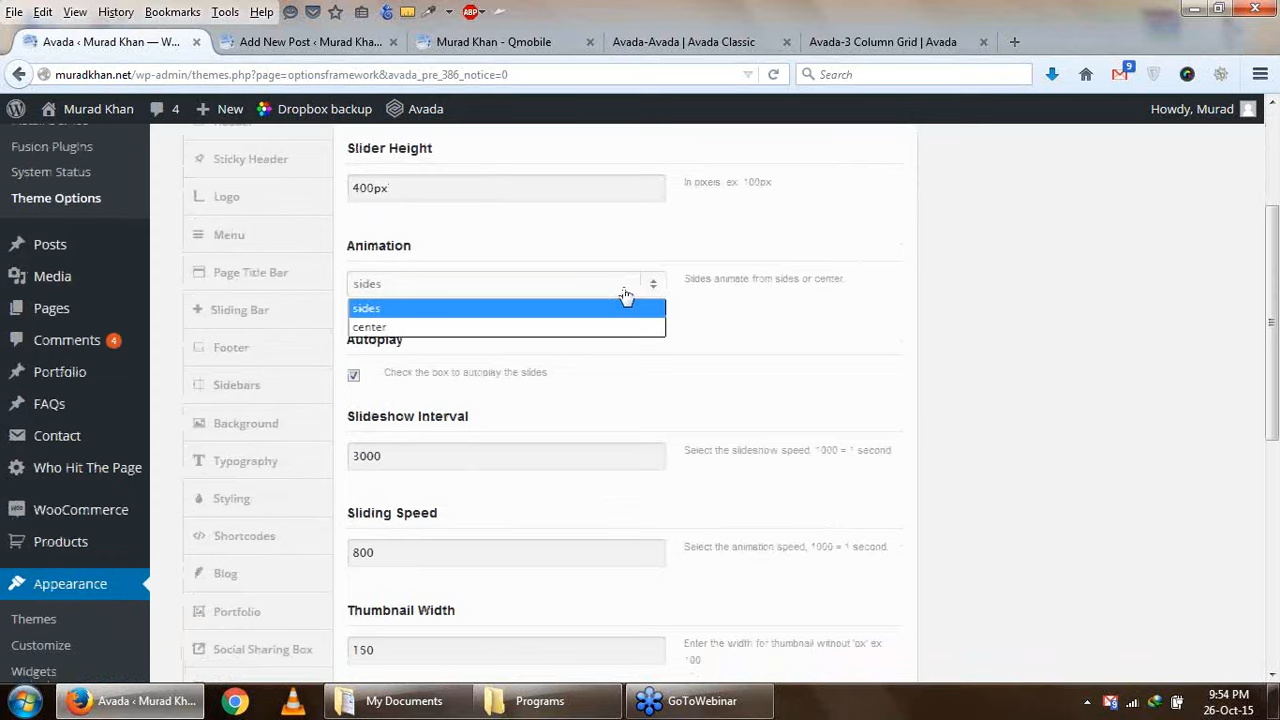 File Edit View History Bookmarks Tools Help
Avada ‹ Murad Khan — W...
Add New Post ‹ Murad Kha...
Murad Khan - Qmobile
Avada-Avada | Avada Classic
Avada-3 Column Grid | Avada
muradkhan.net/wp-admin/themes.php?page=optionsframework&avada_pre_386_notice=0
Search
ABP
9
Murad Khan
4
New
Dropbox backup
Avada
Howdy, Murad
Fusion Plugins
System Status
Theme Options
Posts
Media
Pages
Comments 4
Portfolio
FAQs
Contact
Who Hit The Page
WooCommerce
Products
Appearance
Themes
Customize
Widgets
Sticky Header
Logo
Menu
Page Title Bar
Sliding Bar
Footer
Sidebars
Background
Typography
Styling
Shortcodes
Blog
Portfolio
Social Sharing Box
Slider Height
400px
In pixels, ex: 100px
Animation
sides
Slides animate from sides or center.
sides
center
Autoplay
Check the box to autoplay the slides.
Slideshow Interval
3000
Select the slideshow speed, 1000 = 1 second.
Sliding Speed
800
Select the animation speed, 1000 = 1 second.
Thumbnail Width
150
Enter the width for thumbnail without 'px' ex:
100
Avada ‹ Murad Khan...
My Documents
Programs
GoToWebinar
9:54 PM
26-Oct-15